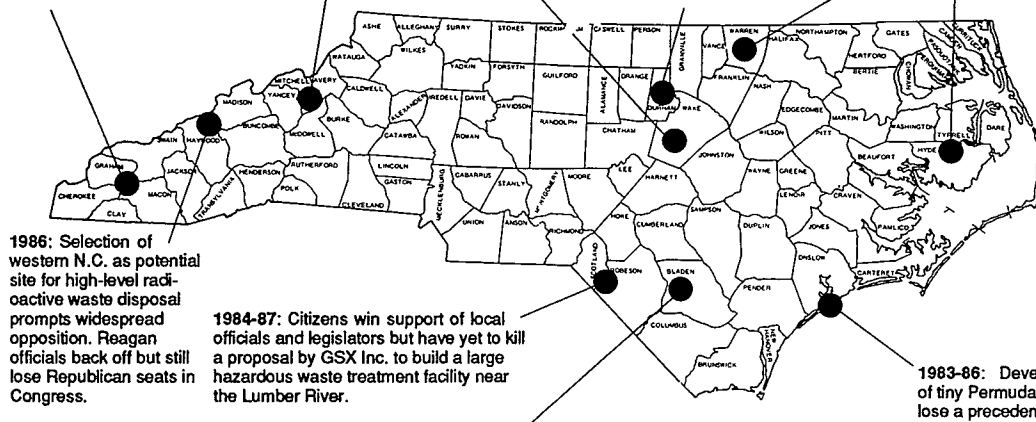 ASHE
ALLEGHANY
SURRY
STOKES
CASWELL
PERSON
GRANVILLE
VANCE
WARREN
HALIFAX
NORTHAMPTON
GATES
HERTFORD
BERTIE
CHOWAN
CAMDEN
CURRITUCK
WATAUGA
WILKES
YADKIN
FORSYTH
GUILFORD
ALAMANCE
ORANGE
DURHAM
WAKE
FRANKLIN
NASH
EDGECOMBE
MARTIN
WASHINGTON
TYRRELL
DARE
MITCHELL
AVERY
CALDWELL
ALEXANDER
IREDELL
DAVIE
DAVIDSON
RANDOLPH
CHATHAM
MADISON
YANCEY
BURKE
CATAWBA
ROWAN
JOHNSTON
WILSON
PITT
BEAUFORT
HYDE
SWAIN
HAYWOOD
BUNCOMBE
McDOWELL
LINCOLN
GASTON
CABARRUS
STANLY
MONTGOMERY
MOORE
LEE
HARNETT
WAYNE
GREENE
LENOIR
CRAVEN
PAMLICO
GRAHAM
JACKSON
HENDERSON
RUTHERFORD
POLK
CLEVELAND
MECKLENBURG
CHEROKEE
MACON
CLAY
TRANSYLVANIA
UNION
ANSON
RICHMOND
SCOTLAND
HOKE
CUMBERLAND
SAMPSON
DUPLIN
JONES
ONSLOW
CARTERET
ROBESON
BLADEN
PENDER
COLUMBUS
NEW HANOVER
BRUNSWICK
1986: Selection of
western N.C. as potential
site for high-level radi-
oactive waste disposal
prompts widespread
opposition. Reagan
officials back off but still
lose Republican seats in
Congress.
1984-87: Citizens win support of local
officials and legislators but have yet to kill
a proposal by GSX Inc. to build a large
hazardous waste treatment facility near
the Lumber River.
1983-86: Deve
of tiny Permuda
lose a preceden